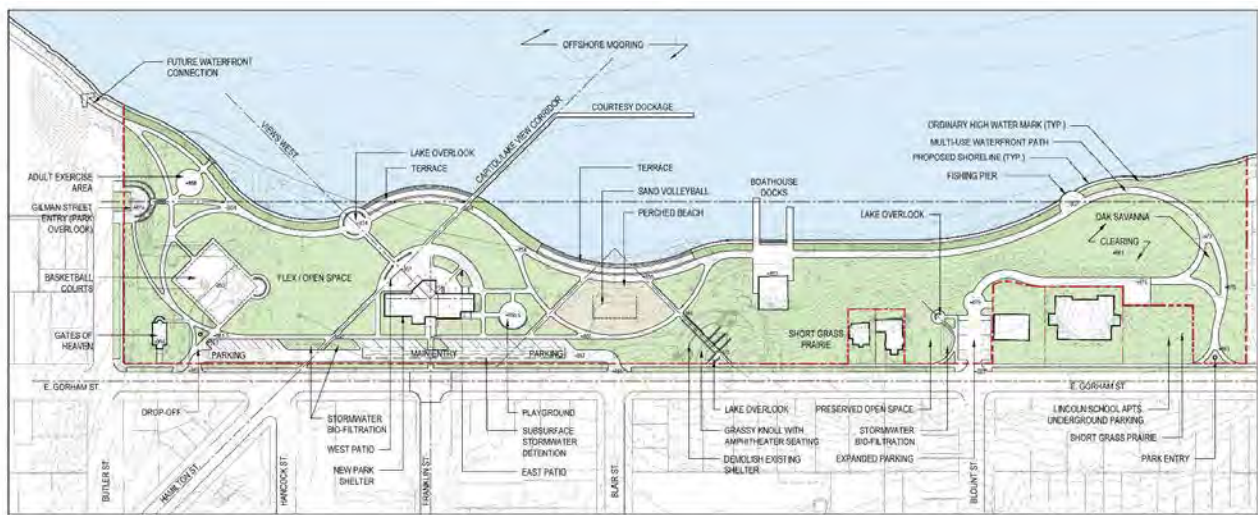 OFFSHORE MOORING
FUTURE WATERFRONT
CONNECTION
COURTESY DOCKAGE
VIEWS WEST
CAPITOL/LAKE VIEW CORRIDOR
ORDINARY HIGH WATER MARK (TYP.)
MULTI-USE WATERFRONT PATH
PROPOSED SHORELINE (TYP.)
FISHING PIER
LAKE OVERLOOK
TERRACE
TERRACE
SAND VOLLEYBALL
PERCHED BEACH
BOATHOUSE
DOCKS
LAKE OVERLOOK
OAK SAVANNA
CLEARING
ADULT EXERCISE
AREA
GILMAN STREET
ENTRY (PARK
OVERLOOK)
BASKETBALL
COURTS
FLEX / OPEN SPACE
GATES OF
HEAVEN
SHORT GRASS
PRAIRIE
PARKING
MAIN ENTRY
PARKING
E. GORHAM ST.
E. GORHAM ST.
DROP-OFF
STORMWATER
BIO-FILTRATION
WEST PATIO
NEW PARK
SHELTER
PLAYGROUND
SUBSURFACE
STORMWATER
DETENTION
EAST PATIO
LAKE OVERLOOK
GRASSY KNOLL WITH
AMPHITHEATER SEATING
DEMOLISH EXISTING
SHELTER
PRESERVED OPEN SPACE
STORMWATER
BIO-FILTRATION
EXPANDED PARKING
LINCOLN SCHOOL APTS.
UNDERGROUND PARKING
SHORT GRASS PRAIRIE
PARK ENTRY
BUTLER ST.
HAMILTON ST.
HANCOCK ST.
FRANKLIN ST.
BLAIR ST.
BLOUNT ST.